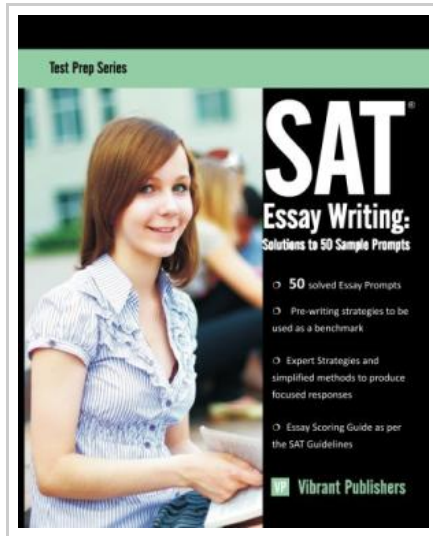 Test Prep Series
SAT®
Essay Writing:
Solutions to 50 Sample Prompts
50 solved Essay Prompts
Pre-writing strategies to be
used as a benchmark
Expert Strategies and
simplified methods to produce
focused responses
Essay Scoring Guide as per
the SAT Guidelines
VP Vibrant Publishers